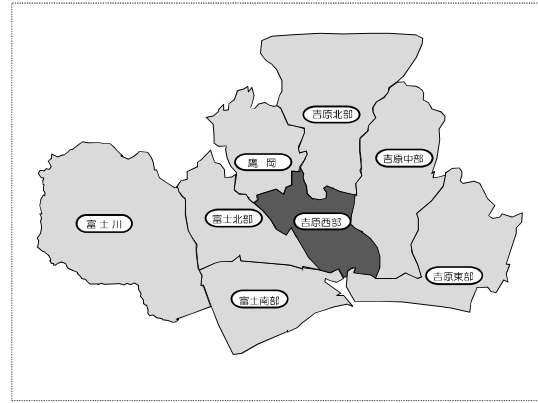 吉原北部
吉原中部
鷹 岡
富士川
富士北部
吉原西部
吉原東部
富士南部